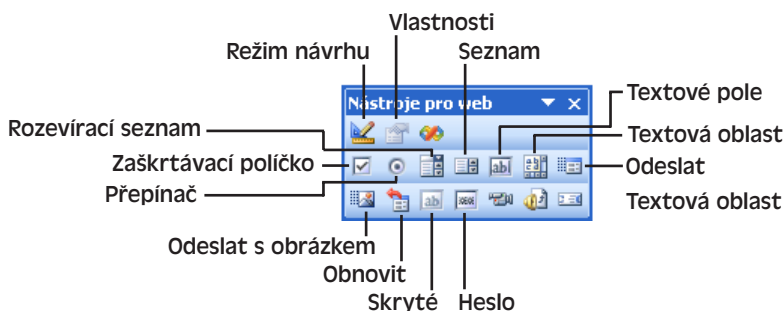 Vlastnosti
Režim návrhu
Seznam
Nástroje pro web
Textové pole
Rozevírací seznam
Textová oblast
Zaškrtávací políčko
Odeslat
Přepínač
Textová oblast
Odeslat s obrázkem
Obnovit
Skryté
Heslo